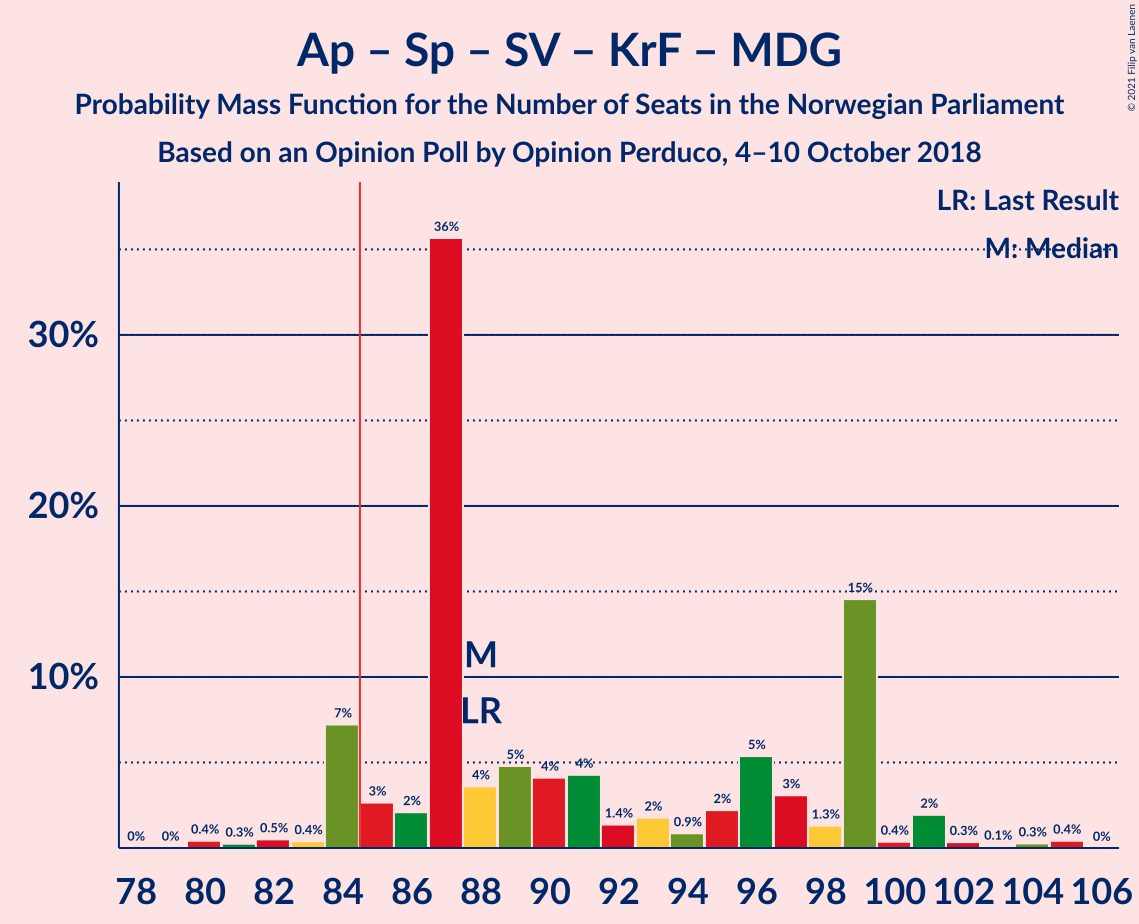 Ap – Sp – SV – KrF – MDG
Probability Mass Function for the Number of Seats in the Norwegian Parliament
Based on an Opinion Poll by Opinion Perduco, 4–10 October 2018
© 2021 Filip van Laenen
LR: Last Result
M: Median
30%
20%
10%
0% 0% 0.4% 0.3% 0.5% 0.4% 7% 3% 2% 36% 4% 5% 4% 4% 1.4% 2% 0.9% 2% 5% 3% 1.3% 15% 0.4% 2% 0.3% 0.1% 0.3% 0.4% 0%
M
LR
78 80 82 84 86 88 90 92 94 96 98 100 102 104 106